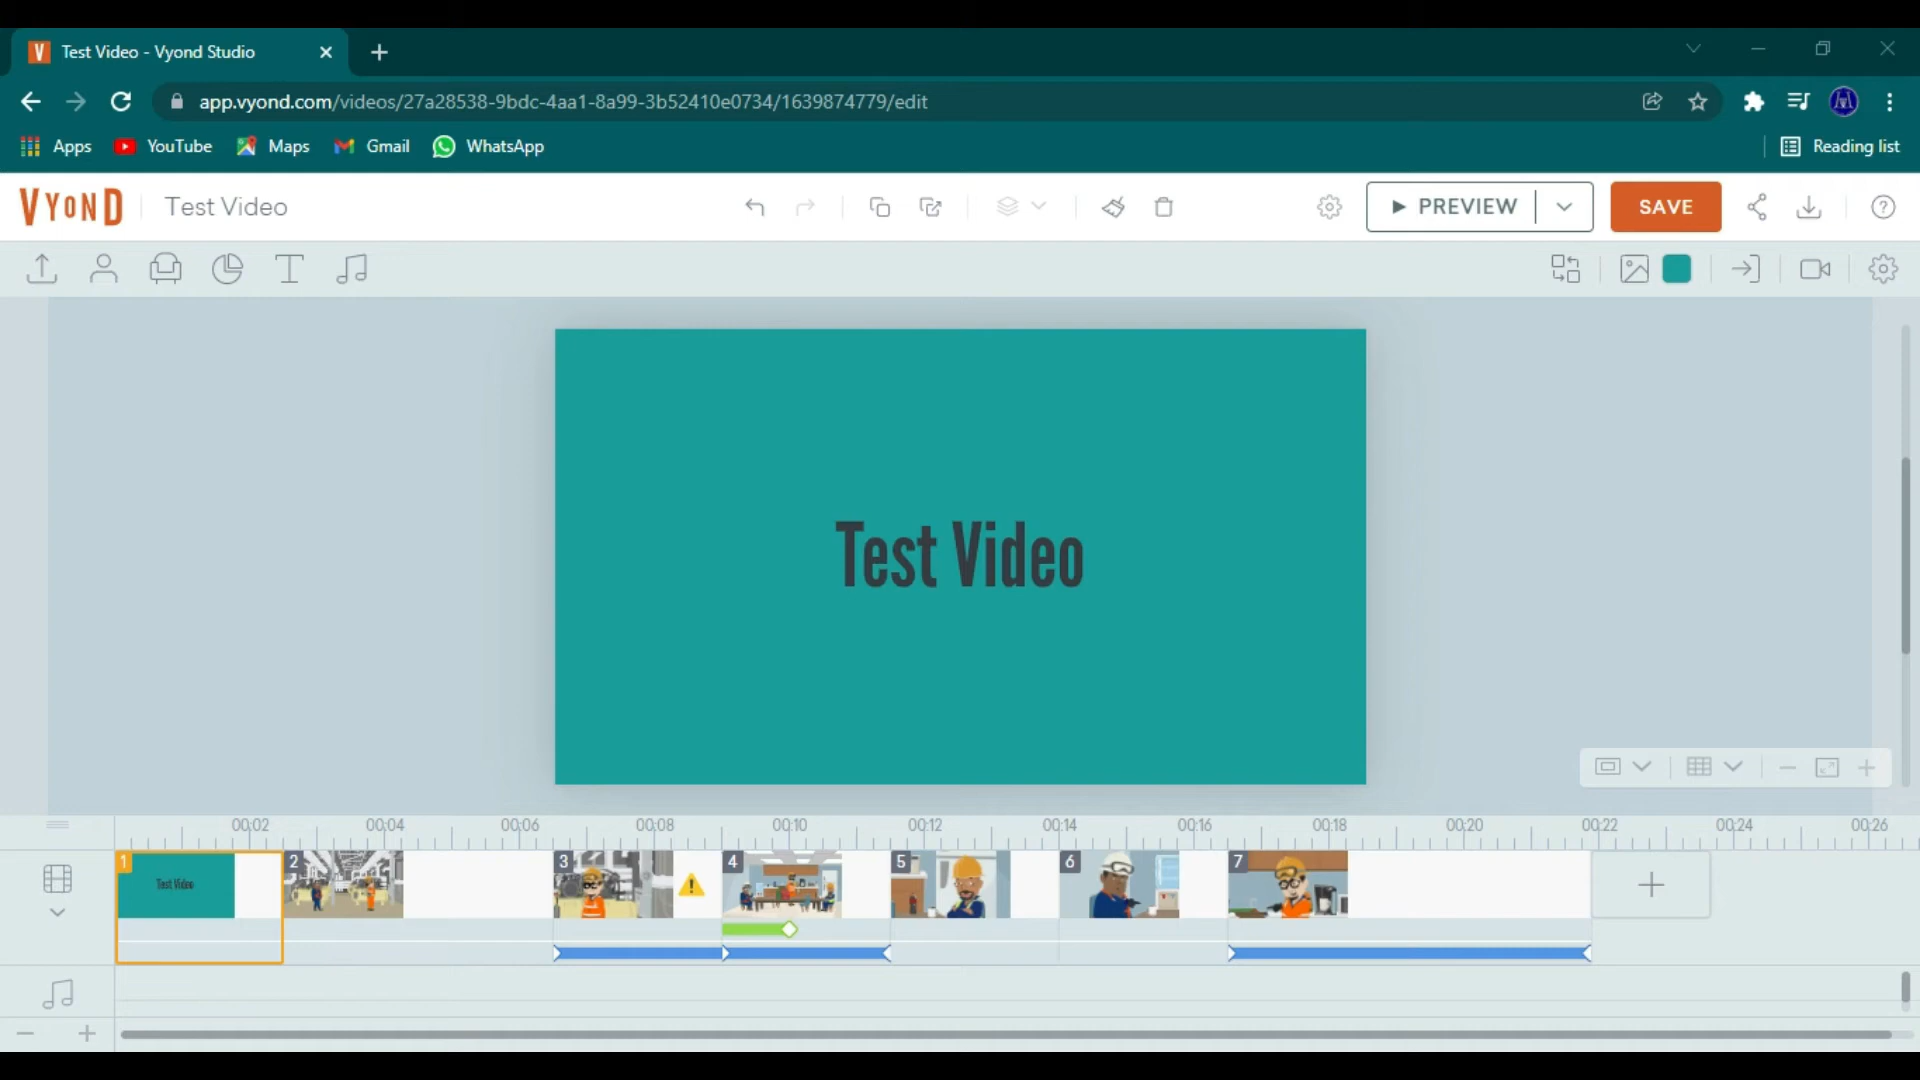 Test Video - Vyond Studio
app.vyond.com/videos/27a28538-9bdc-4aa1-8a99-3b52410e0734/1639874779/edit
Apps YouTube Maps Gmail WhatsApp Reading list
VYOND Test Video PREVIEW SAVE
Test Video
00:02 00:04 00:06 00:08 00:10 00:12 00:14 00:16 00:18 00:20 00:22 00:24 00:26
1 2 3 4 5 6 7
Test Video